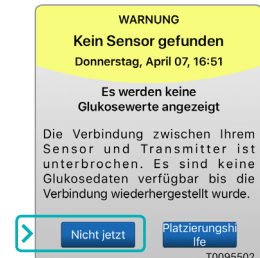 WARNUNG
Kein Sensor gefunden
Donnerstag, April 07, 16:51
Es werden keine
Glukosewerte angezeigt
Die Verbindung zwischen Ihrem
Sensor und Transmitter ist
unterbrochen. Es sind keine
Glukosedaten verfügbar bis die
Verbindung wiederhergestellt wurde.
Nicht jetzt
Platzierungshi
lfe
T0095502